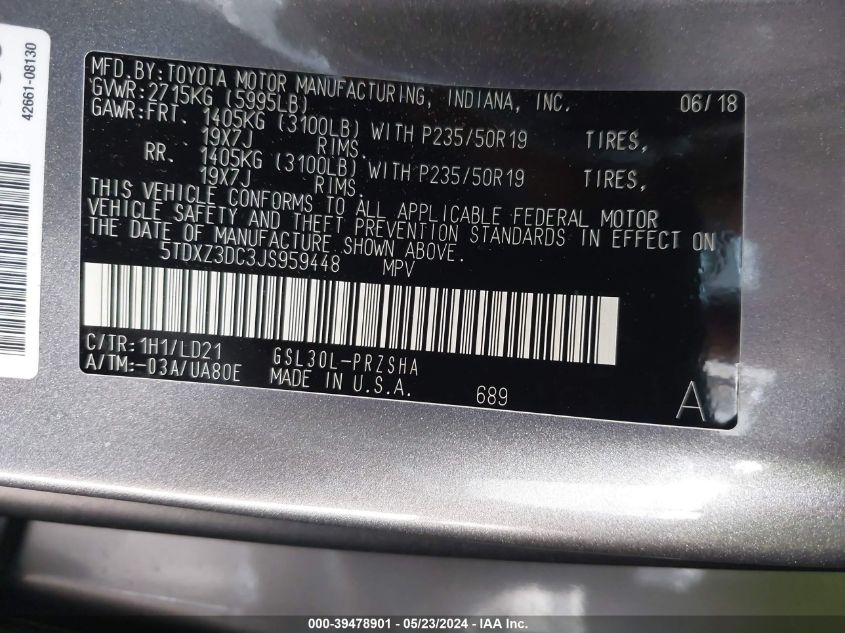 42661-08130
MFD.BY:TOYOTA MOTOR MANUFACTURING, INDIANA, INC. 06/18
GVWR:2715KG (5995LB)
GAWR:FRT. 1405KG (3100LB) WITH P235/50R19 TIRES,
19X7J RIMS.
RR. 1405KG (3100LB) WITH P235/50R19 TIRES,
19X7J RIMS.
THIS VEHICLE CONFORMS TO ALL APPLICABLE FEDERAL MOTOR
VEHICLE SAFETY AND THEFT PREVENTION STANDARDS IN EFFECT ON
THE DATE OF MANUFACTURE SHOWN ABOVE.
5TDXZ3DC3JS959448 MPV
C/TR:1H1/LD21 GSL30L-PRZSHA
A/TM:-03A/UA80E MADE IN U.S.A. 689
A
000-39478901 - 05/23/2024 - IAA Inc.